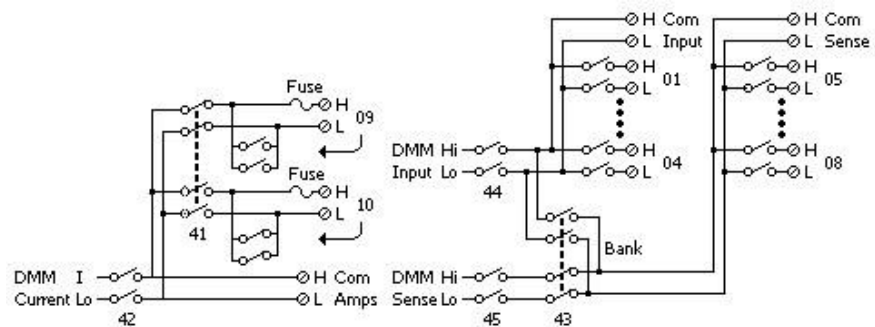 H Com
L Input
H
01
L
H
L
04
H Com
L Sense
H
05
L
H
L
08
Fuse
H
09
L
Fuse
H
10
L
41
DMM Hi
Input Lo
44
Bank
DMM I
Current Lo
42
H Com
L Amps
DMM Hi
Sense Lo
45
43